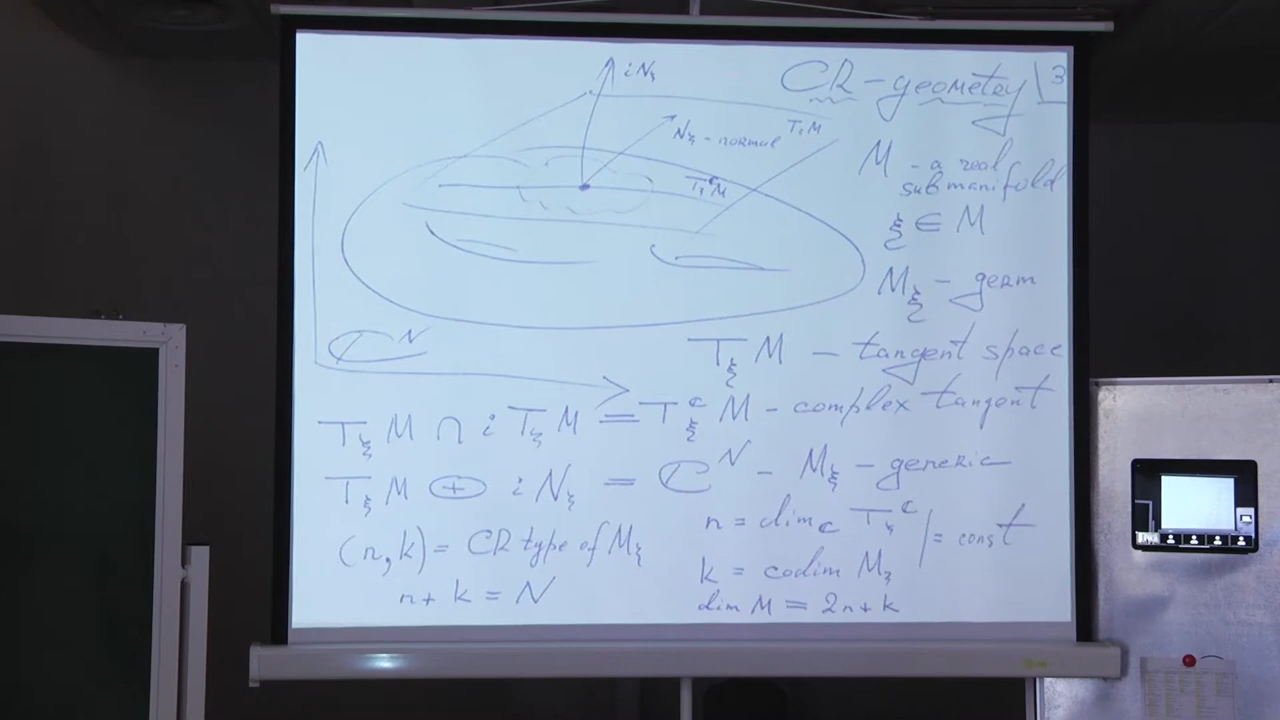 CR-geometry 3
iN_ξ
N_ξ - normal
T_ξM
T_ξ^cM
M - a real
submanifold
ξ ∈ M
M_ξ - germ
ℂ^N
T_ξ M - tangent space
T_ξ M ∩ i T_ξ M = T_ξ^c M - complex tangent
T_ξ M ⊕ i N_ξ = ℂ^N - M_ξ - generic
(n,k) = CR type of M_ξ
n + k = N
n = dim_ℂ T_ξ^c | = const
k = codim M_ξ
dim M = 2n+k